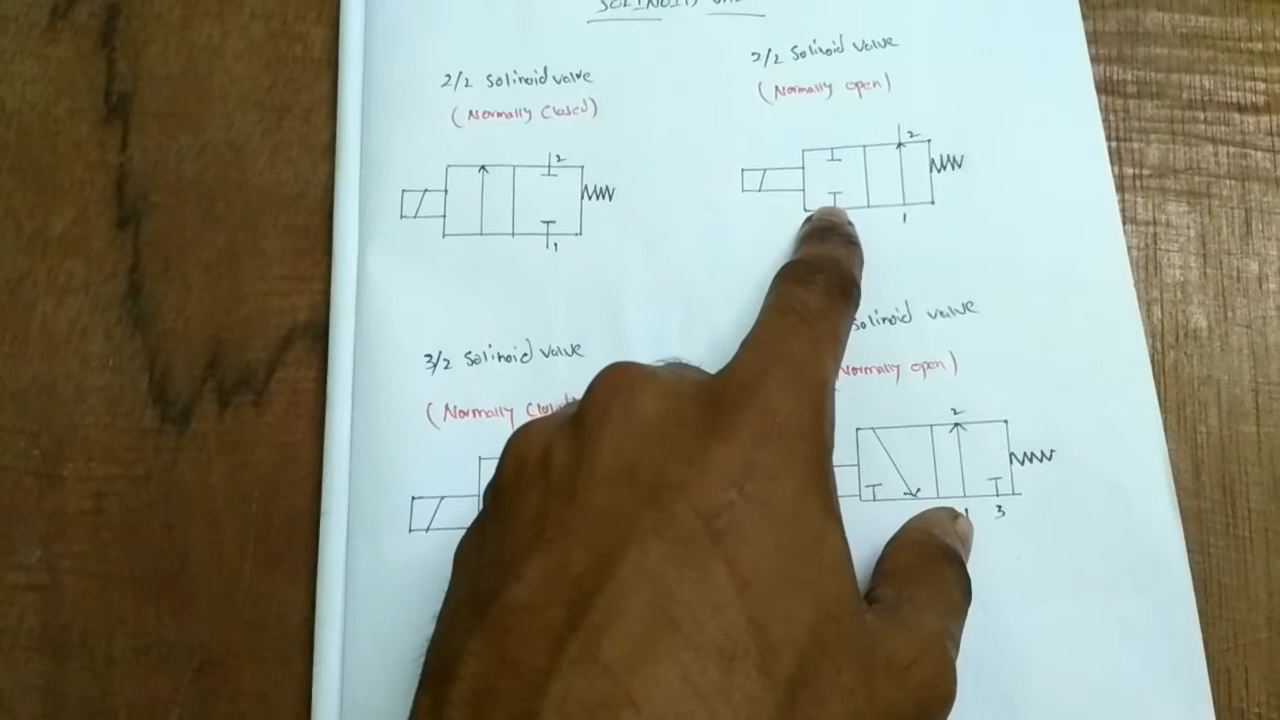 2/2 Solinoid valve
(Normally Closed)
2/2 Solinoid valve
(Normally open)
2
1
2
1
3/2 Solinoid valve
(Normally
Solinoid valve
Normally open)
2
1 3